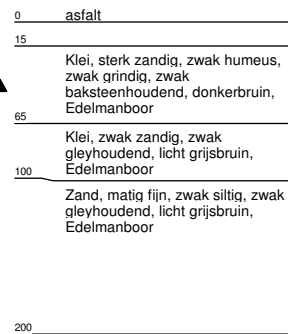 0 asfalt
15
Klei, sterk zandig, zwak humeus,
zwak grindig, zwak
baksteenhoudend, donkerbruin,
Edelmanboor
65
Klei, zwak zandig, zwak
gleyhoudend, licht grijsbruin,
Edelmanboor
100
Zand, matig fijn, zwak siltig, zwak
gleyhoudend, licht grijsbruin,
Edelmanboor
200